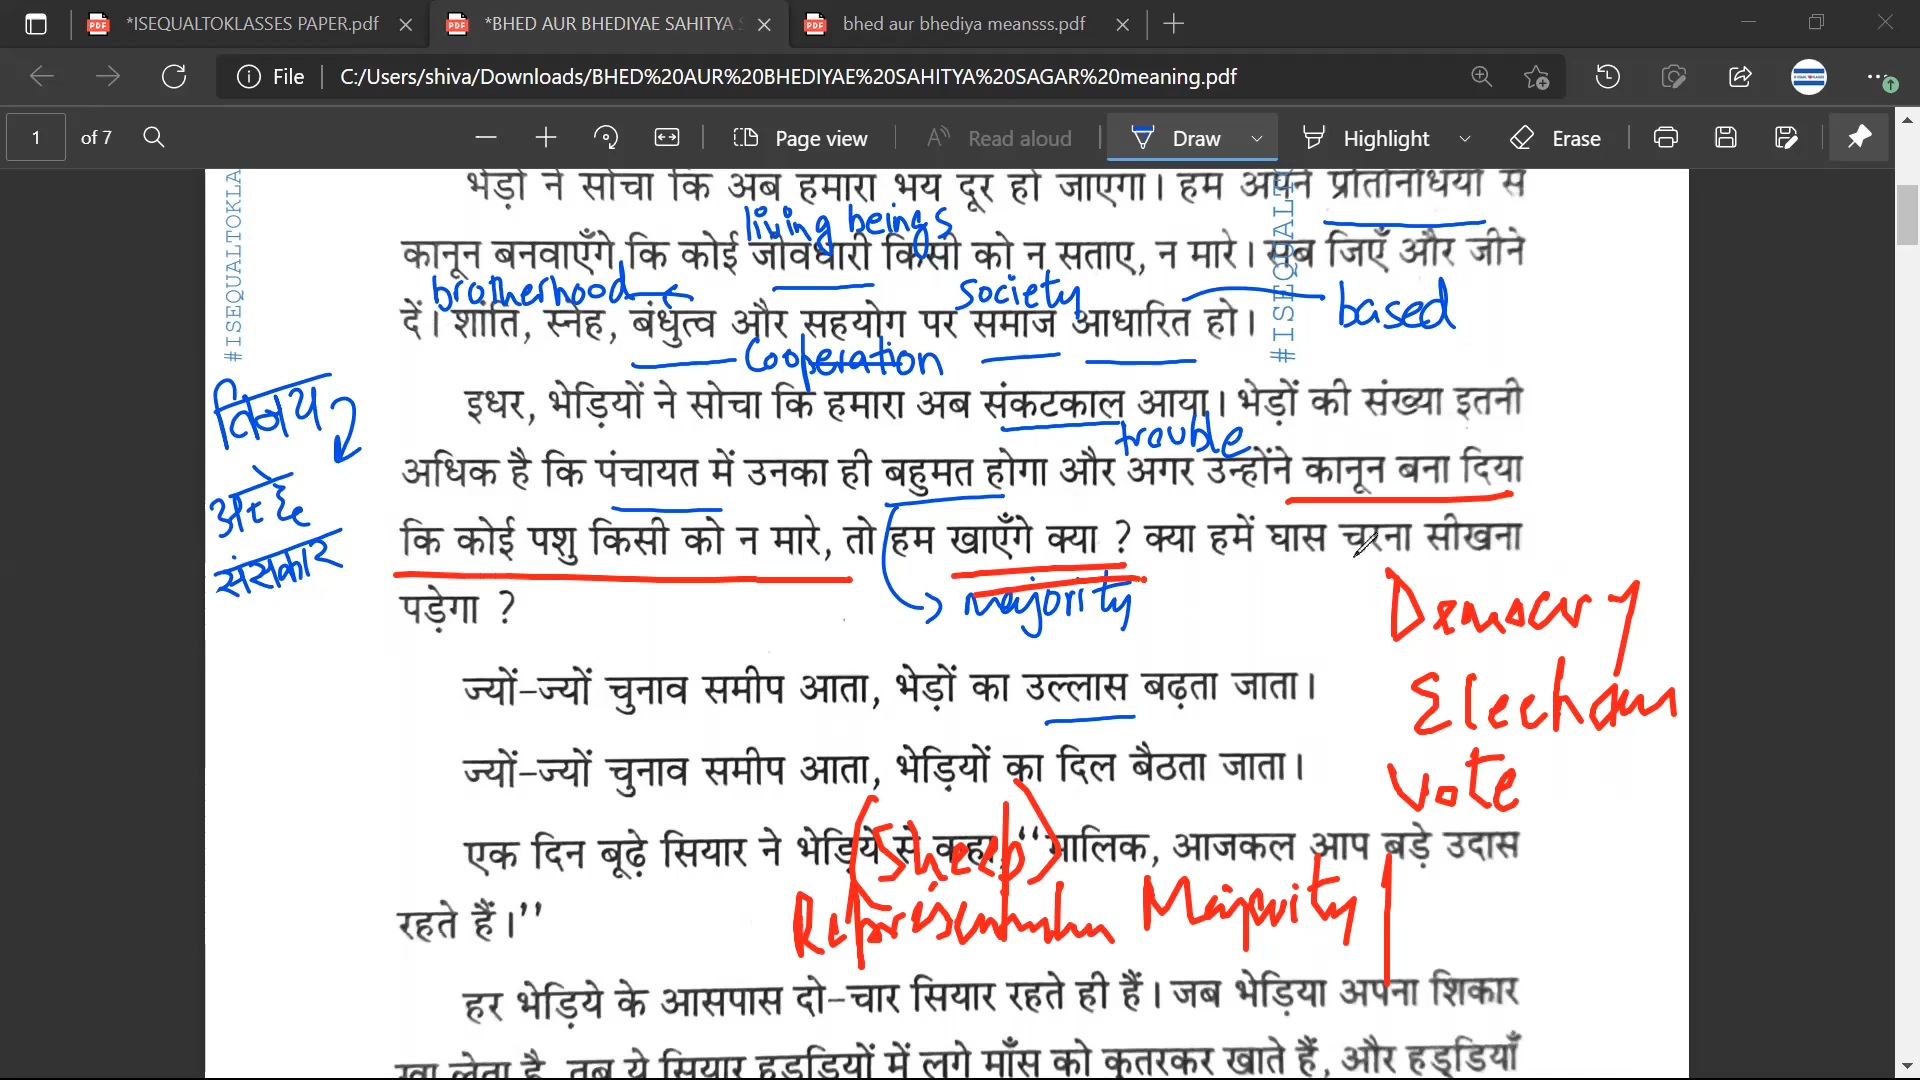 *ISEQUALTOKLASSES PAPER.pdf
*BHED AUR BHEDIYAE SAHITYA S
bhed aur bhediya meansss.pdf
File
C:/Users/shiva/Downloads/BHED%20AUR%20BHEDIYAE%20SAHITYA%20SAGAR%20meaning.pdf
1 of 7
Page view
Read aloud
Draw
Highlight
Erase
#ISEQUALTOKLA
#ISEQUALT
भेड़ों ने सोचा कि अब हमारा भय दूर हो जाएगा। हम अपने प्रतिनिधियों से
living beings
कानून बनवाएँगे कि कोई जीवधारी किसी को न सताए, न मारे। सब जिएँ और जीने
brotherhood
society
based
दें। शांति, स्नेह, बंधुत्व और सहयोग पर समाज आधारित हो।
Cooperation
विनय
इधर, भेड़ियों ने सोचा कि हमारा अब संकटकाल आया। भेड़ों की संख्या इतनी
trouble
अधिक है कि पंचायत में उनका ही बहुमत होगा और अगर उन्होंने कानून बना दिया
संस्कार
कि कोई पशु किसी को न मारे, तो हम खाएँगे क्या ? क्या हमें घास चरना सीखना
majority
पड़ेगा ?
Democracy
ज्यों-ज्यों चुनाव समीप आता, भेड़ों का उल्लास बढ़ता जाता।
Election
ज्यों-ज्यों चुनाव समीप आता, भेड़ियों का दिल बैठता जाता।
Vote
एक दिन बूढ़े सियार ने भेड़िये से कहा, “मालिक, आजकल आप बड़े उदास
(Sheep)
रहते हैं।”
Majority
हर भेड़िये के आसपास दो-चार सियार रहते ही हैं। जब भेड़िया अपना शिकार
खा लेता है, तब ये सियार हड्डियों में लगे माँस को कुतरकर खाते हैं, और हड्डियाँ